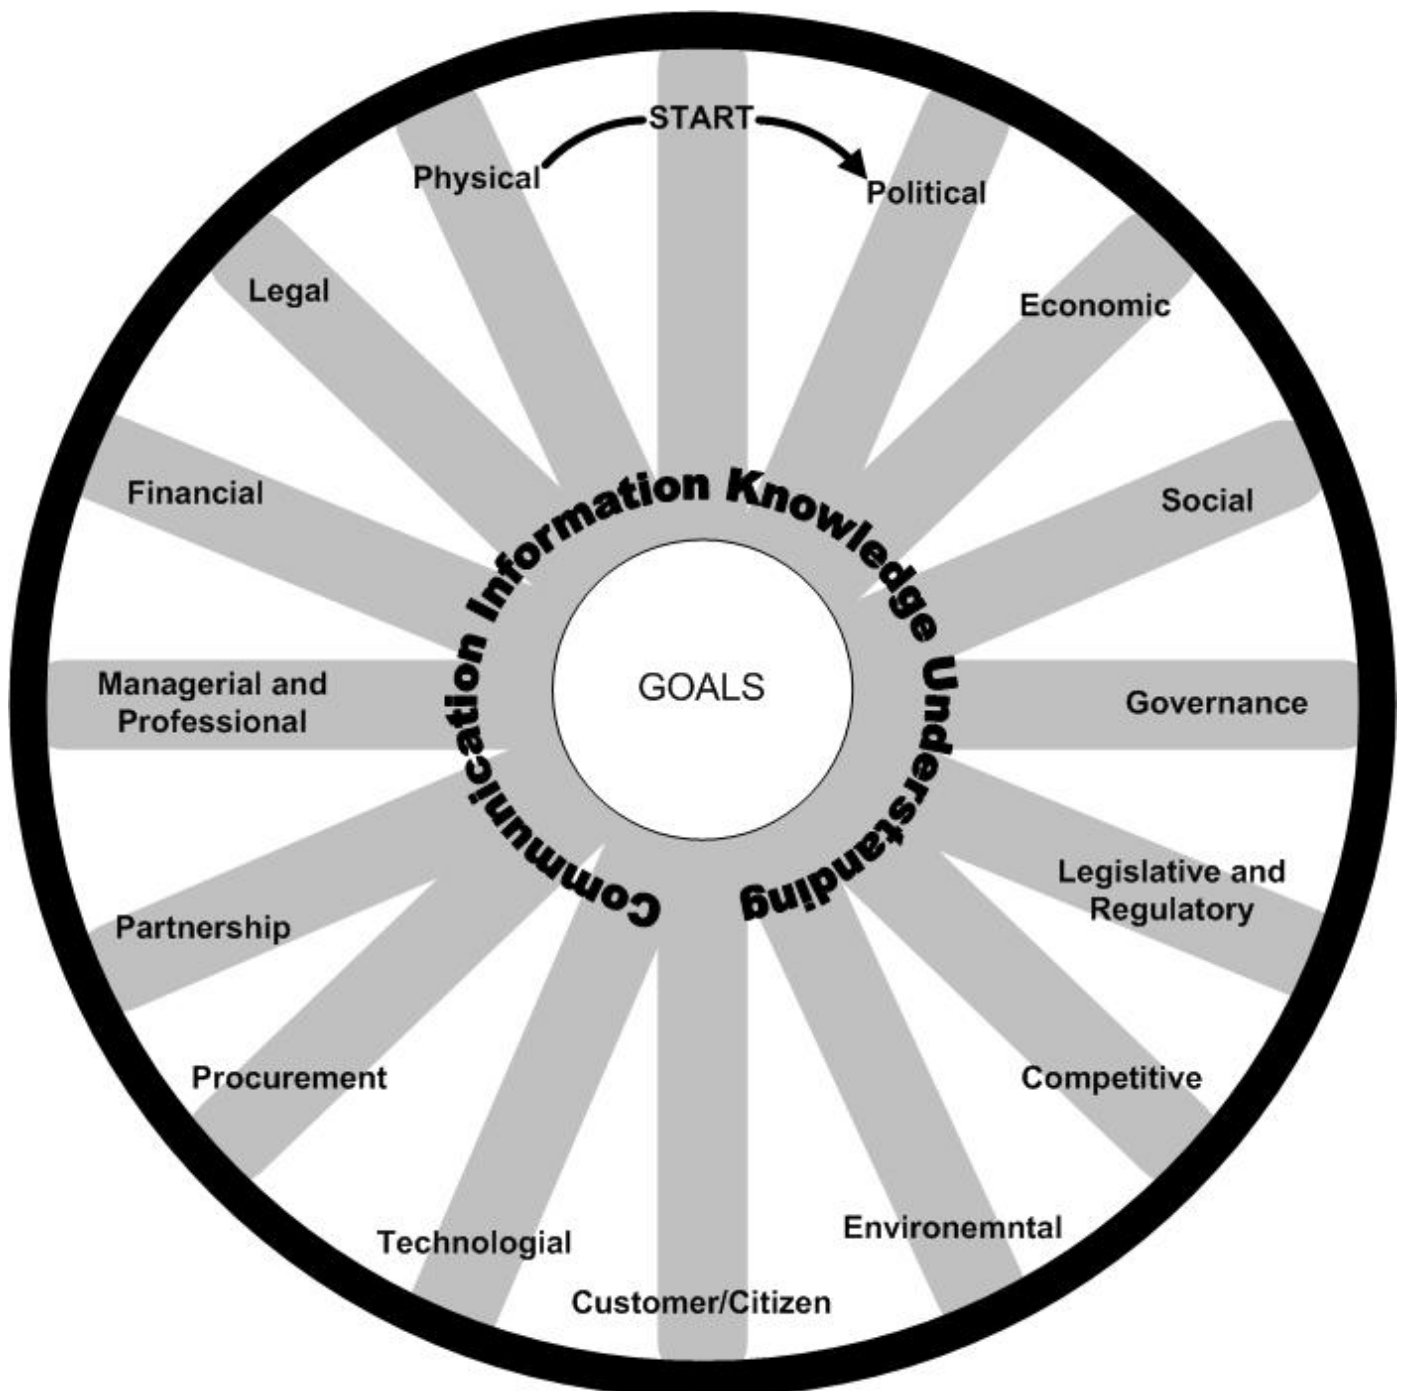 START
Political
Economic
Social
Governance
Legislative and
Regulatory
Competitive
Environemntal
Customer/Citizen
Technologial
Procurement
Partnership
Managerial and
Professional
Financial
Legal
Physical
Communication Information Knowledge Understanding
GOALS